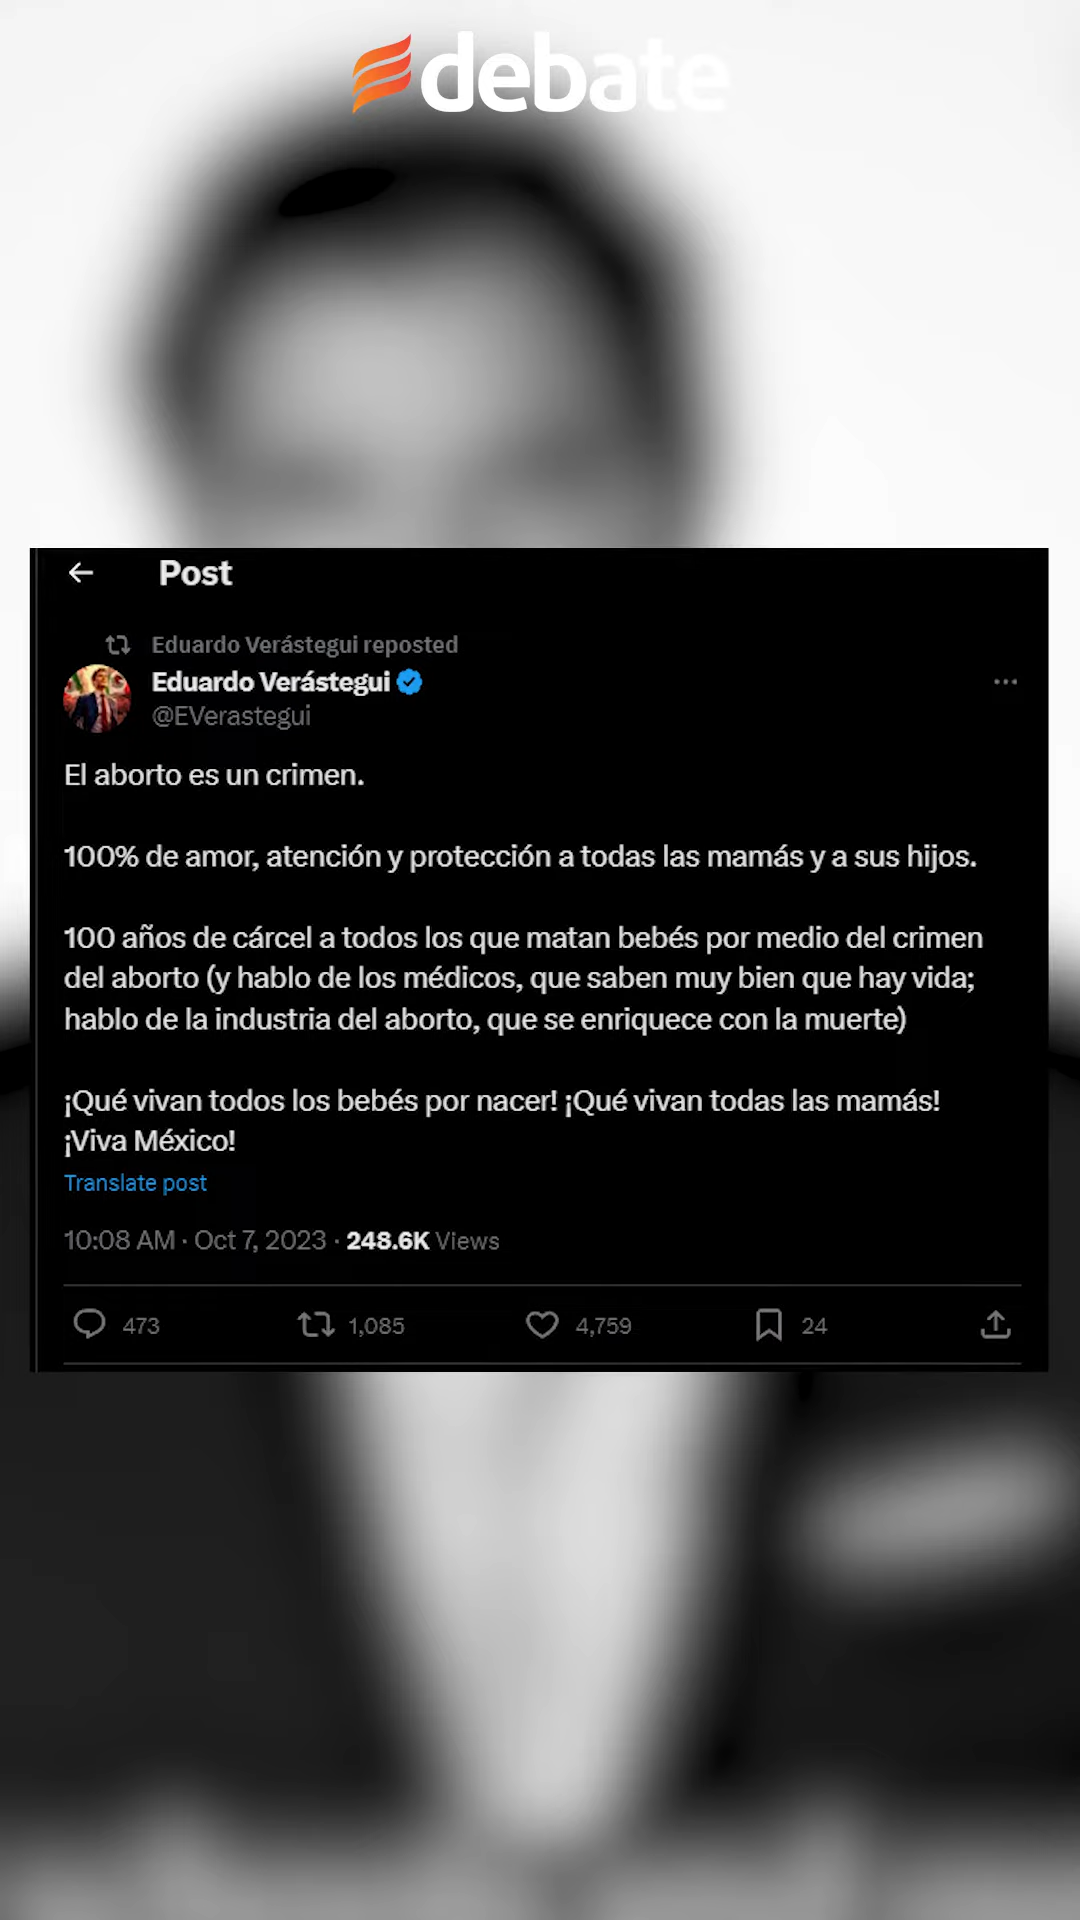 debate
Post
Eduardo Verástegui reposted
Eduardo Verástegui
@EVerastegui
El aborto es un crimen.
100% de amor, atención y protección a todas las mamás y a sus hijos.
100 años de cárcel a todos los que matan bebés por medio del crimen
del aborto (y hablo de los médicos, que saben muy bien que hay vida;
hablo de la industria del aborto, que se enriquece con la muerte)
¡Qué vivan todos los bebés por nacer! ¡Qué vivan todas las mamás!
¡Viva México!
Translate post
10:08 AM · Oct 7, 2023 · 248.6K Views
473 1,085 4,759 24